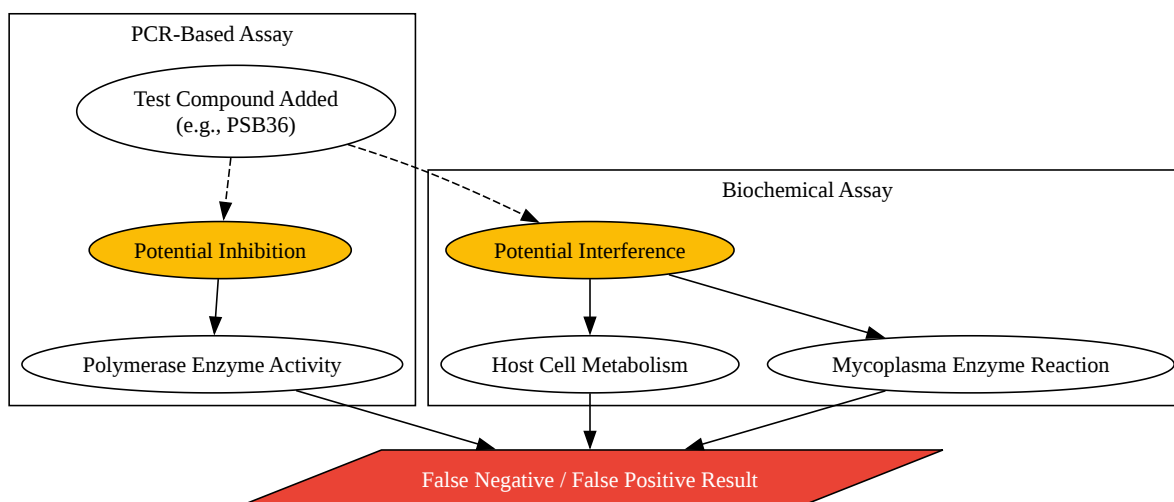 PCR-Based Assay
Test Compound Added
(e.g., PSB36)
Biochemical Assay
Potential Inhibition
Potential Interference
Polymerase Enzyme Activity
Host Cell Metabolism
Mycoplasma Enzyme Reaction
False Negative / False Positive Result